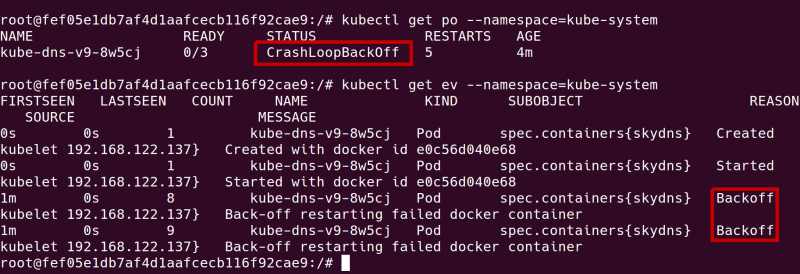 root@fef05e1db7af4d1aafcecb116f92cae9:/# kubectl get po --namespace=kube-system
NAME READY STATUS RESTARTS AGE
kube-dns-v9-8w5cj 0/3 CrashLoopBackOff 5 4m
root@fef05e1db7af4d1aafcecb116f92cae9:/# kubectl get ev --namespace=kube-system
FIRSTSEEN LASTSEEN COUNT NAME KIND SUBOBJECT REASON
SOURCE MESSAGE
0s 0s 1 kube-dns-v9-8w5cj Pod spec.containers{skydns} Created
kubelet 192.168.122.137} Created with docker id e0c56d040e68
0s 0s 1 kube-dns-v9-8w5cj Pod spec.containers{skydns} Started
kubelet 192.168.122.137} Started with docker id e0c56d040e68
1m 0s 8 kube-dns-v9-8w5cj Pod spec.containers{skydns} Backoff
kubelet 192.168.122.137} Back-off restarting failed docker container
1m 0s 9 kube-dns-v9-8w5cj Pod spec.containers{skydns} Backoff
kubelet 192.168.122.137} Back-off restarting failed docker container
root@fef05e1db7af4d1aafcecb116f92cae9:/#